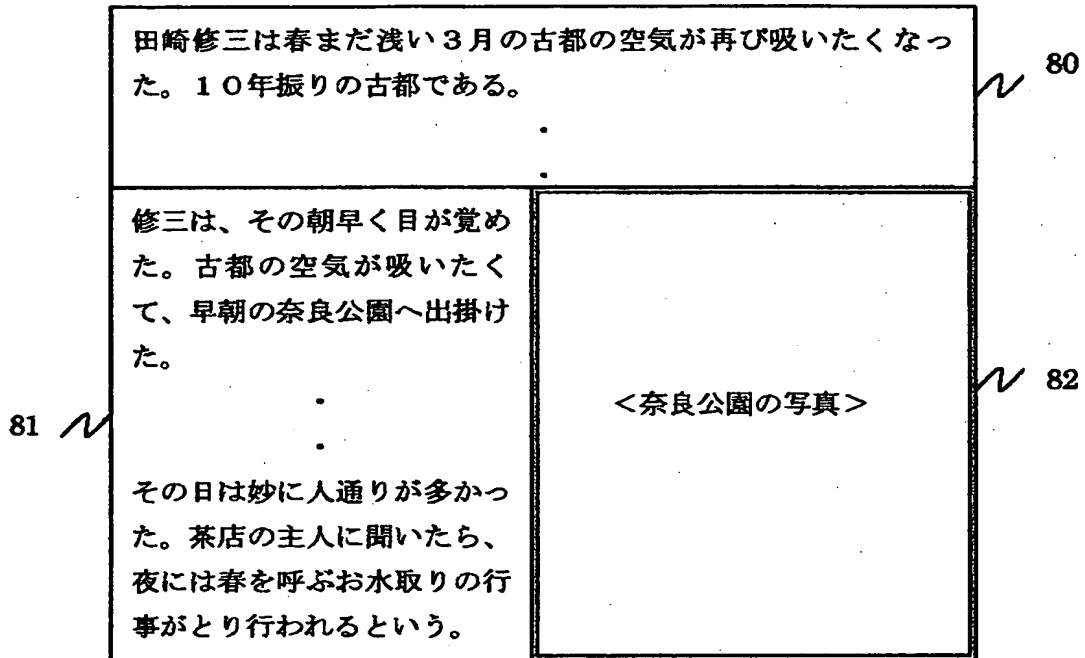 田崎修三は春まだ浅い3月の古都の空気が再び吸いたくなっ
た。10年振りの古都である。
80
修三は、その朝早く目が覚め
た。古都の空気が吸いたく
て、早朝の奈良公園へ出掛け
た。
81
その日は妙に人通りが多かっ
た。茶店の主人に聞いたら、
夜には春を呼ぶお水取りの行
事がとり行われるという。
<奈良公園の写真>
82